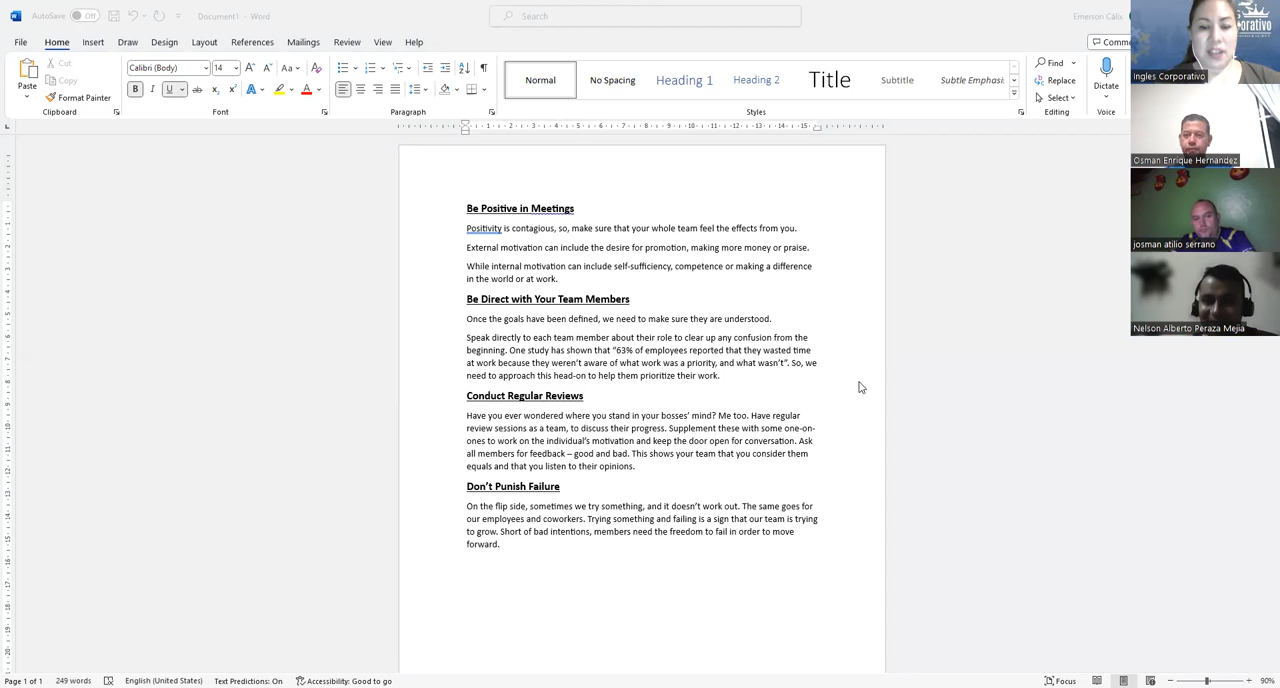 AutoSave Off Document1 - Word Search Emerson Cálix
File Home Insert Draw Design Layout References Mailings Review View Help
Paste Cut Copy Format Painter Clipboard
Calibri (Body) 14 Font
Paragraph
Normal No Spacing Heading 1 Heading 2 Title Subtitle Subtle Emphasis Styles
Find Replace Select Editing
Dictate Voice
Ingles Corporativo
Osman Enrique Hernandez
josman atilio serrano
Nelson Alberto Peraza Mejia
Be Positive in Meetings
Positivity is contagious, so, make sure that your whole team feel the effects from you.
External motivation can include the desire for promotion, making more money or praise.
While internal motivation can include self-sufficiency, competence or making a difference
in the world or at work.
Be Direct with Your Team Members
Once the goals have been defined, we need to make sure they are understood.
Speak directly to each team member about their role to clear up any confusion from the
beginning. One study has shown that “63% of employees reported that they wasted time
at work because they weren’t aware of what work was a priority, and what wasn’t”. So, we
need to approach this head-on to help them prioritize their work.
Conduct Regular Reviews
Have you ever wondered where you stand in your bosses’ mind? Me too. Have regular
review sessions as a team, to discuss their progress. Supplement these with some one-on-
ones to work on the individual’s motivation and keep the door open for conversation. Ask
all members for feedback – good and bad. This shows your team that you consider them
equals and that you listen to their opinions.
Don’t Punish Failure
On the flip side, sometimes we try something, and it doesn’t work out. The same goes for
our employees and coworkers. Trying something and failing is a sign that our team is trying
to grow. Short of bad intentions, members need the freedom to fail in order to move
forward.
Page 1 of 1 249 words English (United States) Text Predictions: On Accessibility: Good to go Focus 90%